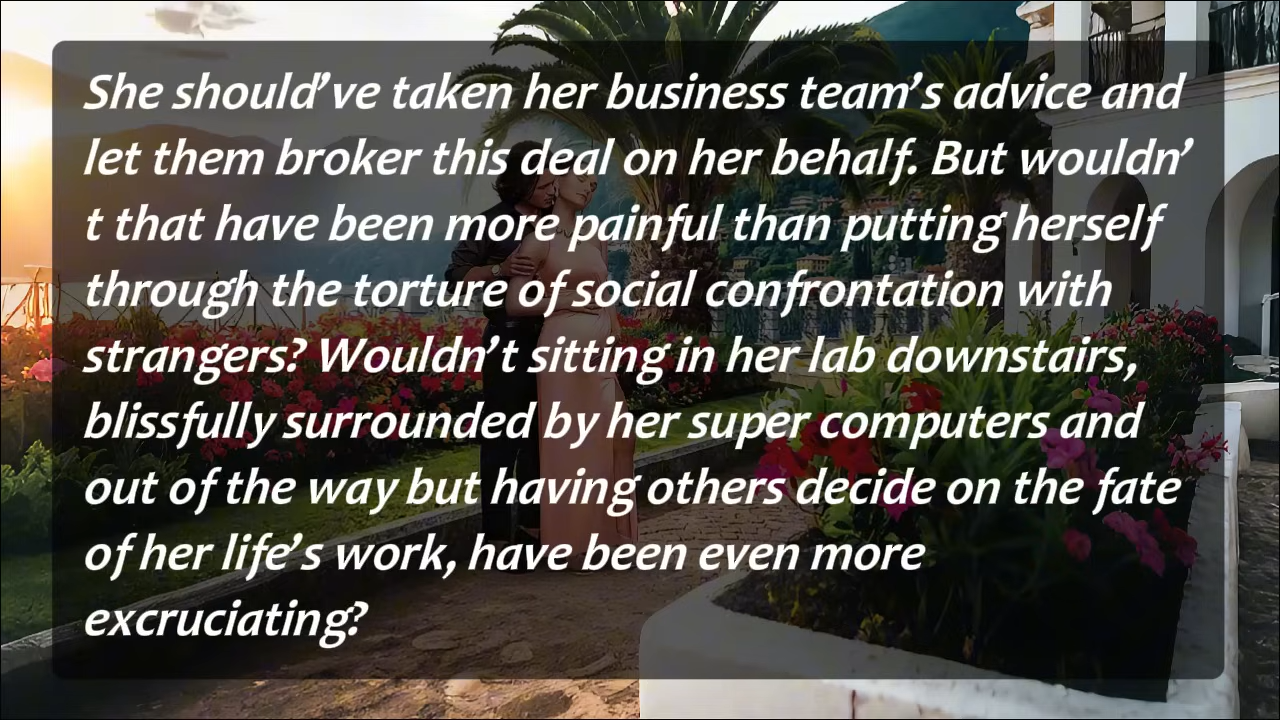 She should’ve taken her business team’s advice and
let them broker this deal on her behalf. But wouldn’
t that have been more painful than putting herself
through the torture of social confrontation with
strangers? Wouldn’t sitting in her lab downstairs,
blissfully surrounded by her super computers and
out of the way but having others decide on the fate
of her life’s work, have been even more
excruciating?